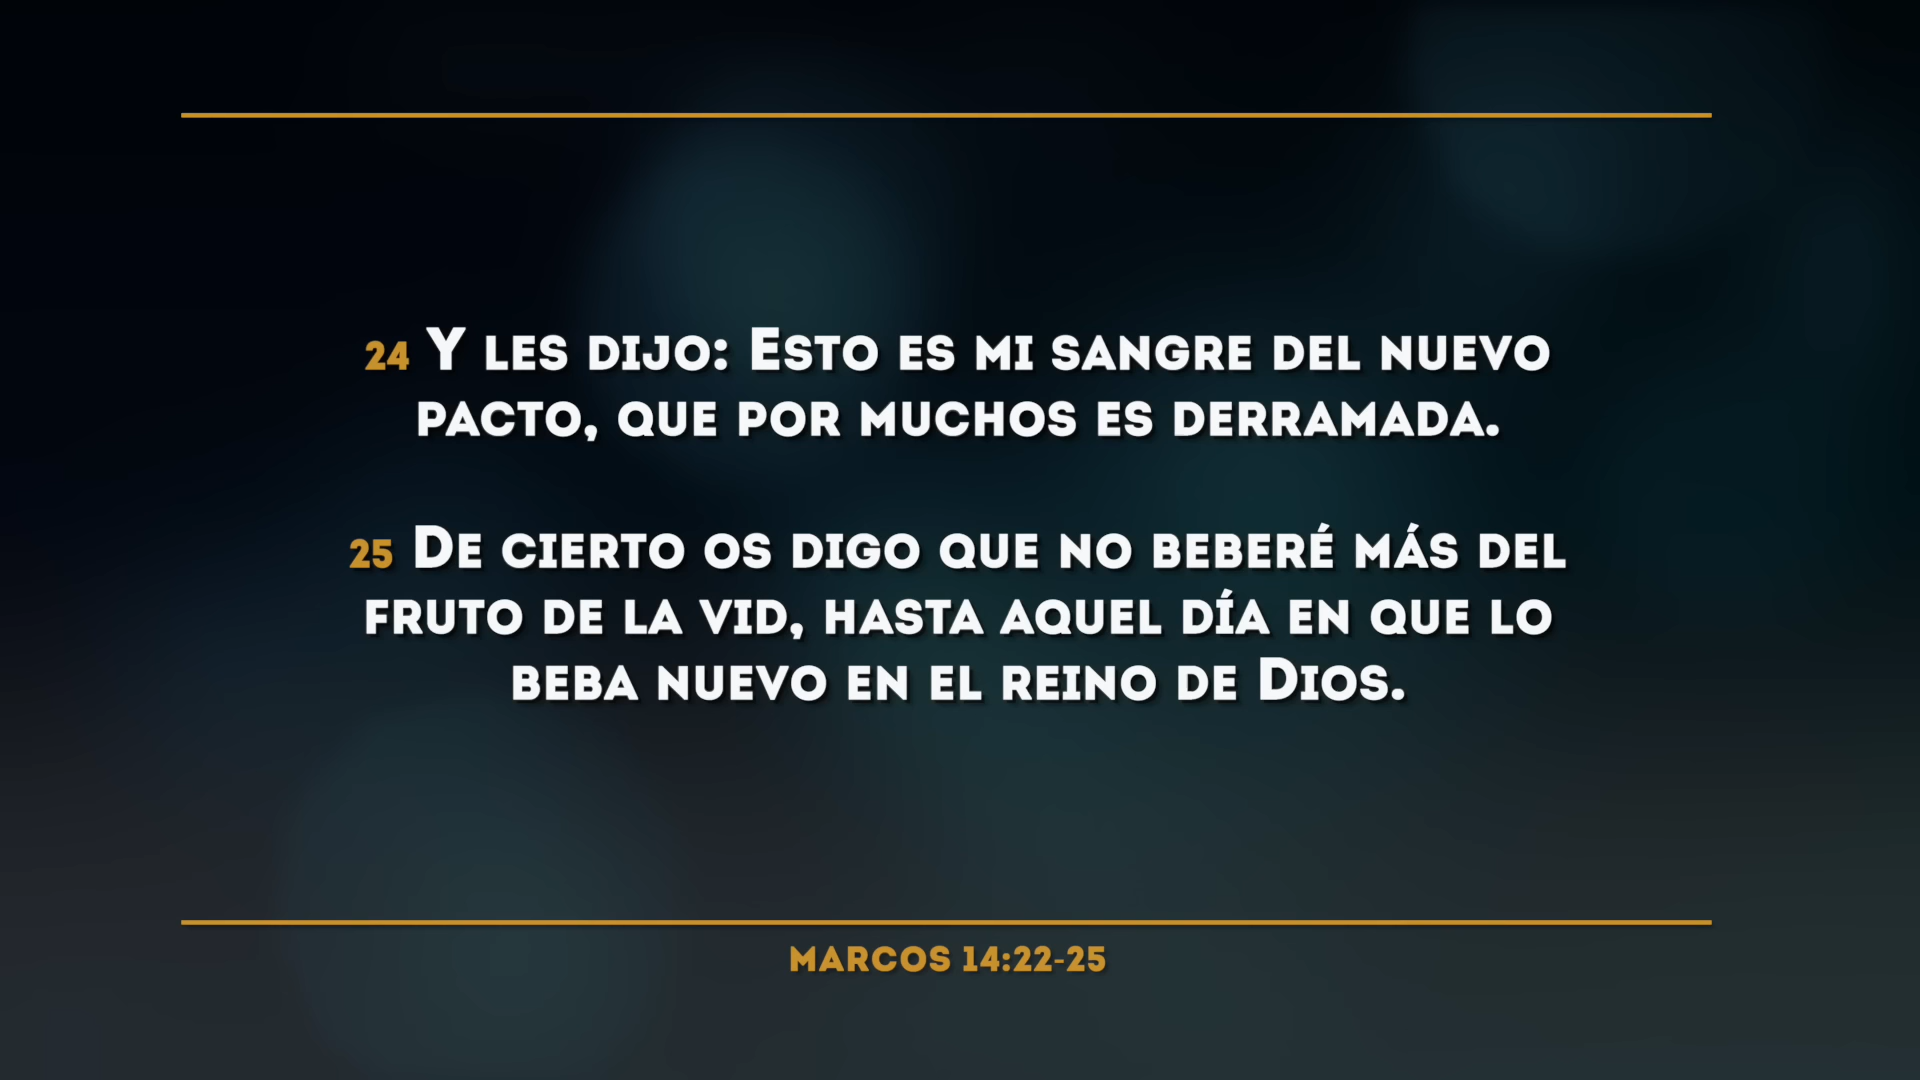 24 Y les dijo: Esto es mi sangre del nuevo
pacto, que por muchos es derramada.
25 De cierto os digo que no beberé más del
fruto de la vid, hasta aquel día en que lo
beba nuevo en el reino de Dios.
MARCOS 14:22-25